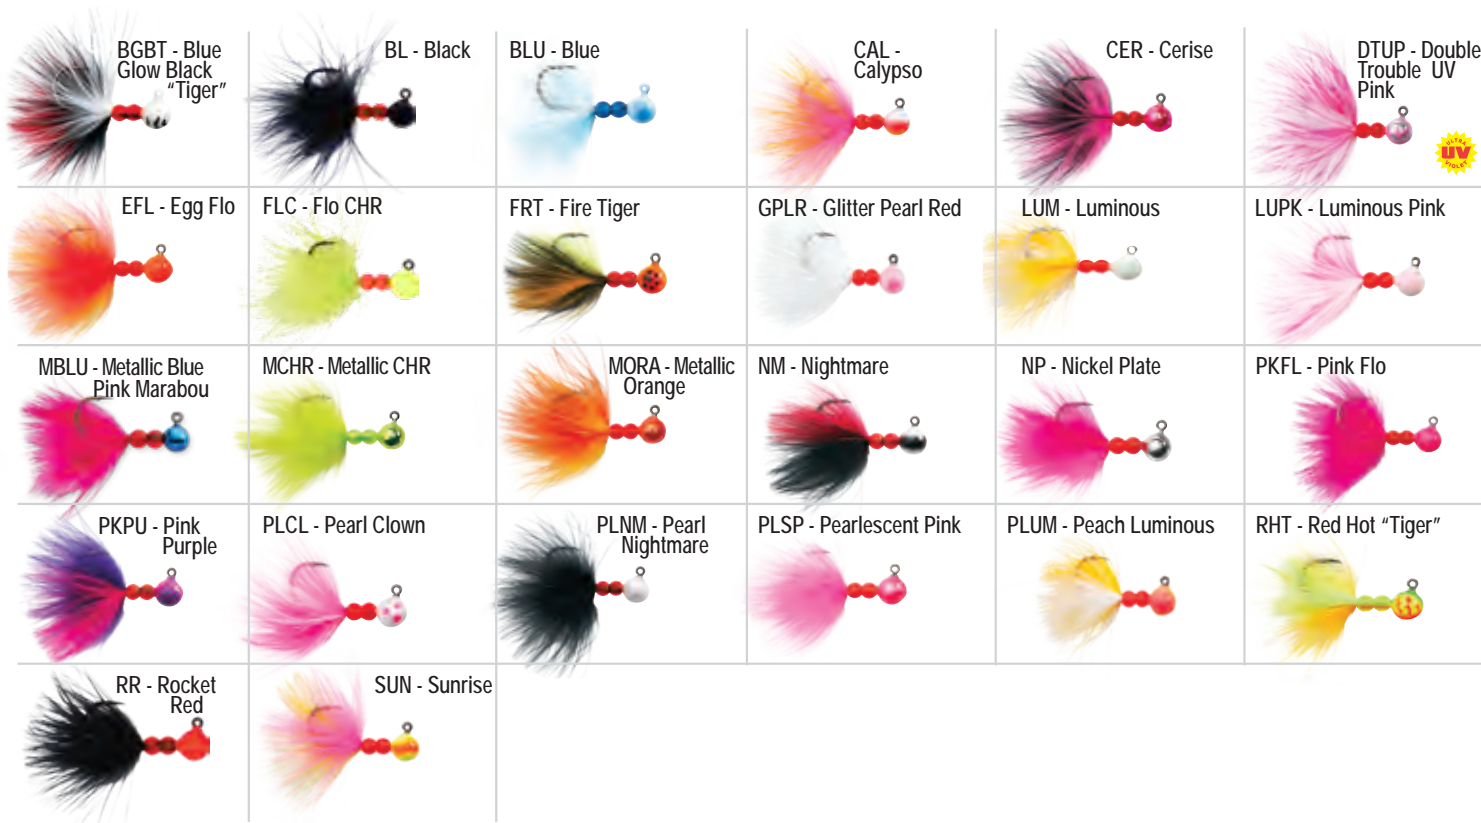 BGBT - Blue
Glow Black
“Tiger”
BL - Black
BLU - Blue
CAL -
Calypso
CER - Cerise
DTUP - Double
Trouble UV
Pink
ULTRA
UV
VIOLET
EFL - Egg Flo
FLC - Flo CHR
FRT - Fire Tiger
GPLR - Glitter Pearl Red
LUM - Luminous
LUPK - Luminous Pink
MBLU - Metallic Blue
Pink Marabou
MCHR - Metallic CHR
MORA - Metallic
Orange
NM - Nightmare
NP - Nickel Plate
PKFL - Pink Flo
PKPU - Pink
Purple
PLCL - Pearl Clown
PLNM - Pearl
Nightmare
PLSP - Pearlescent Pink
PLUM - Peach Luminous
RHT - Red Hot “Tiger”
RR - Rocket
Red
SUN - Sunrise